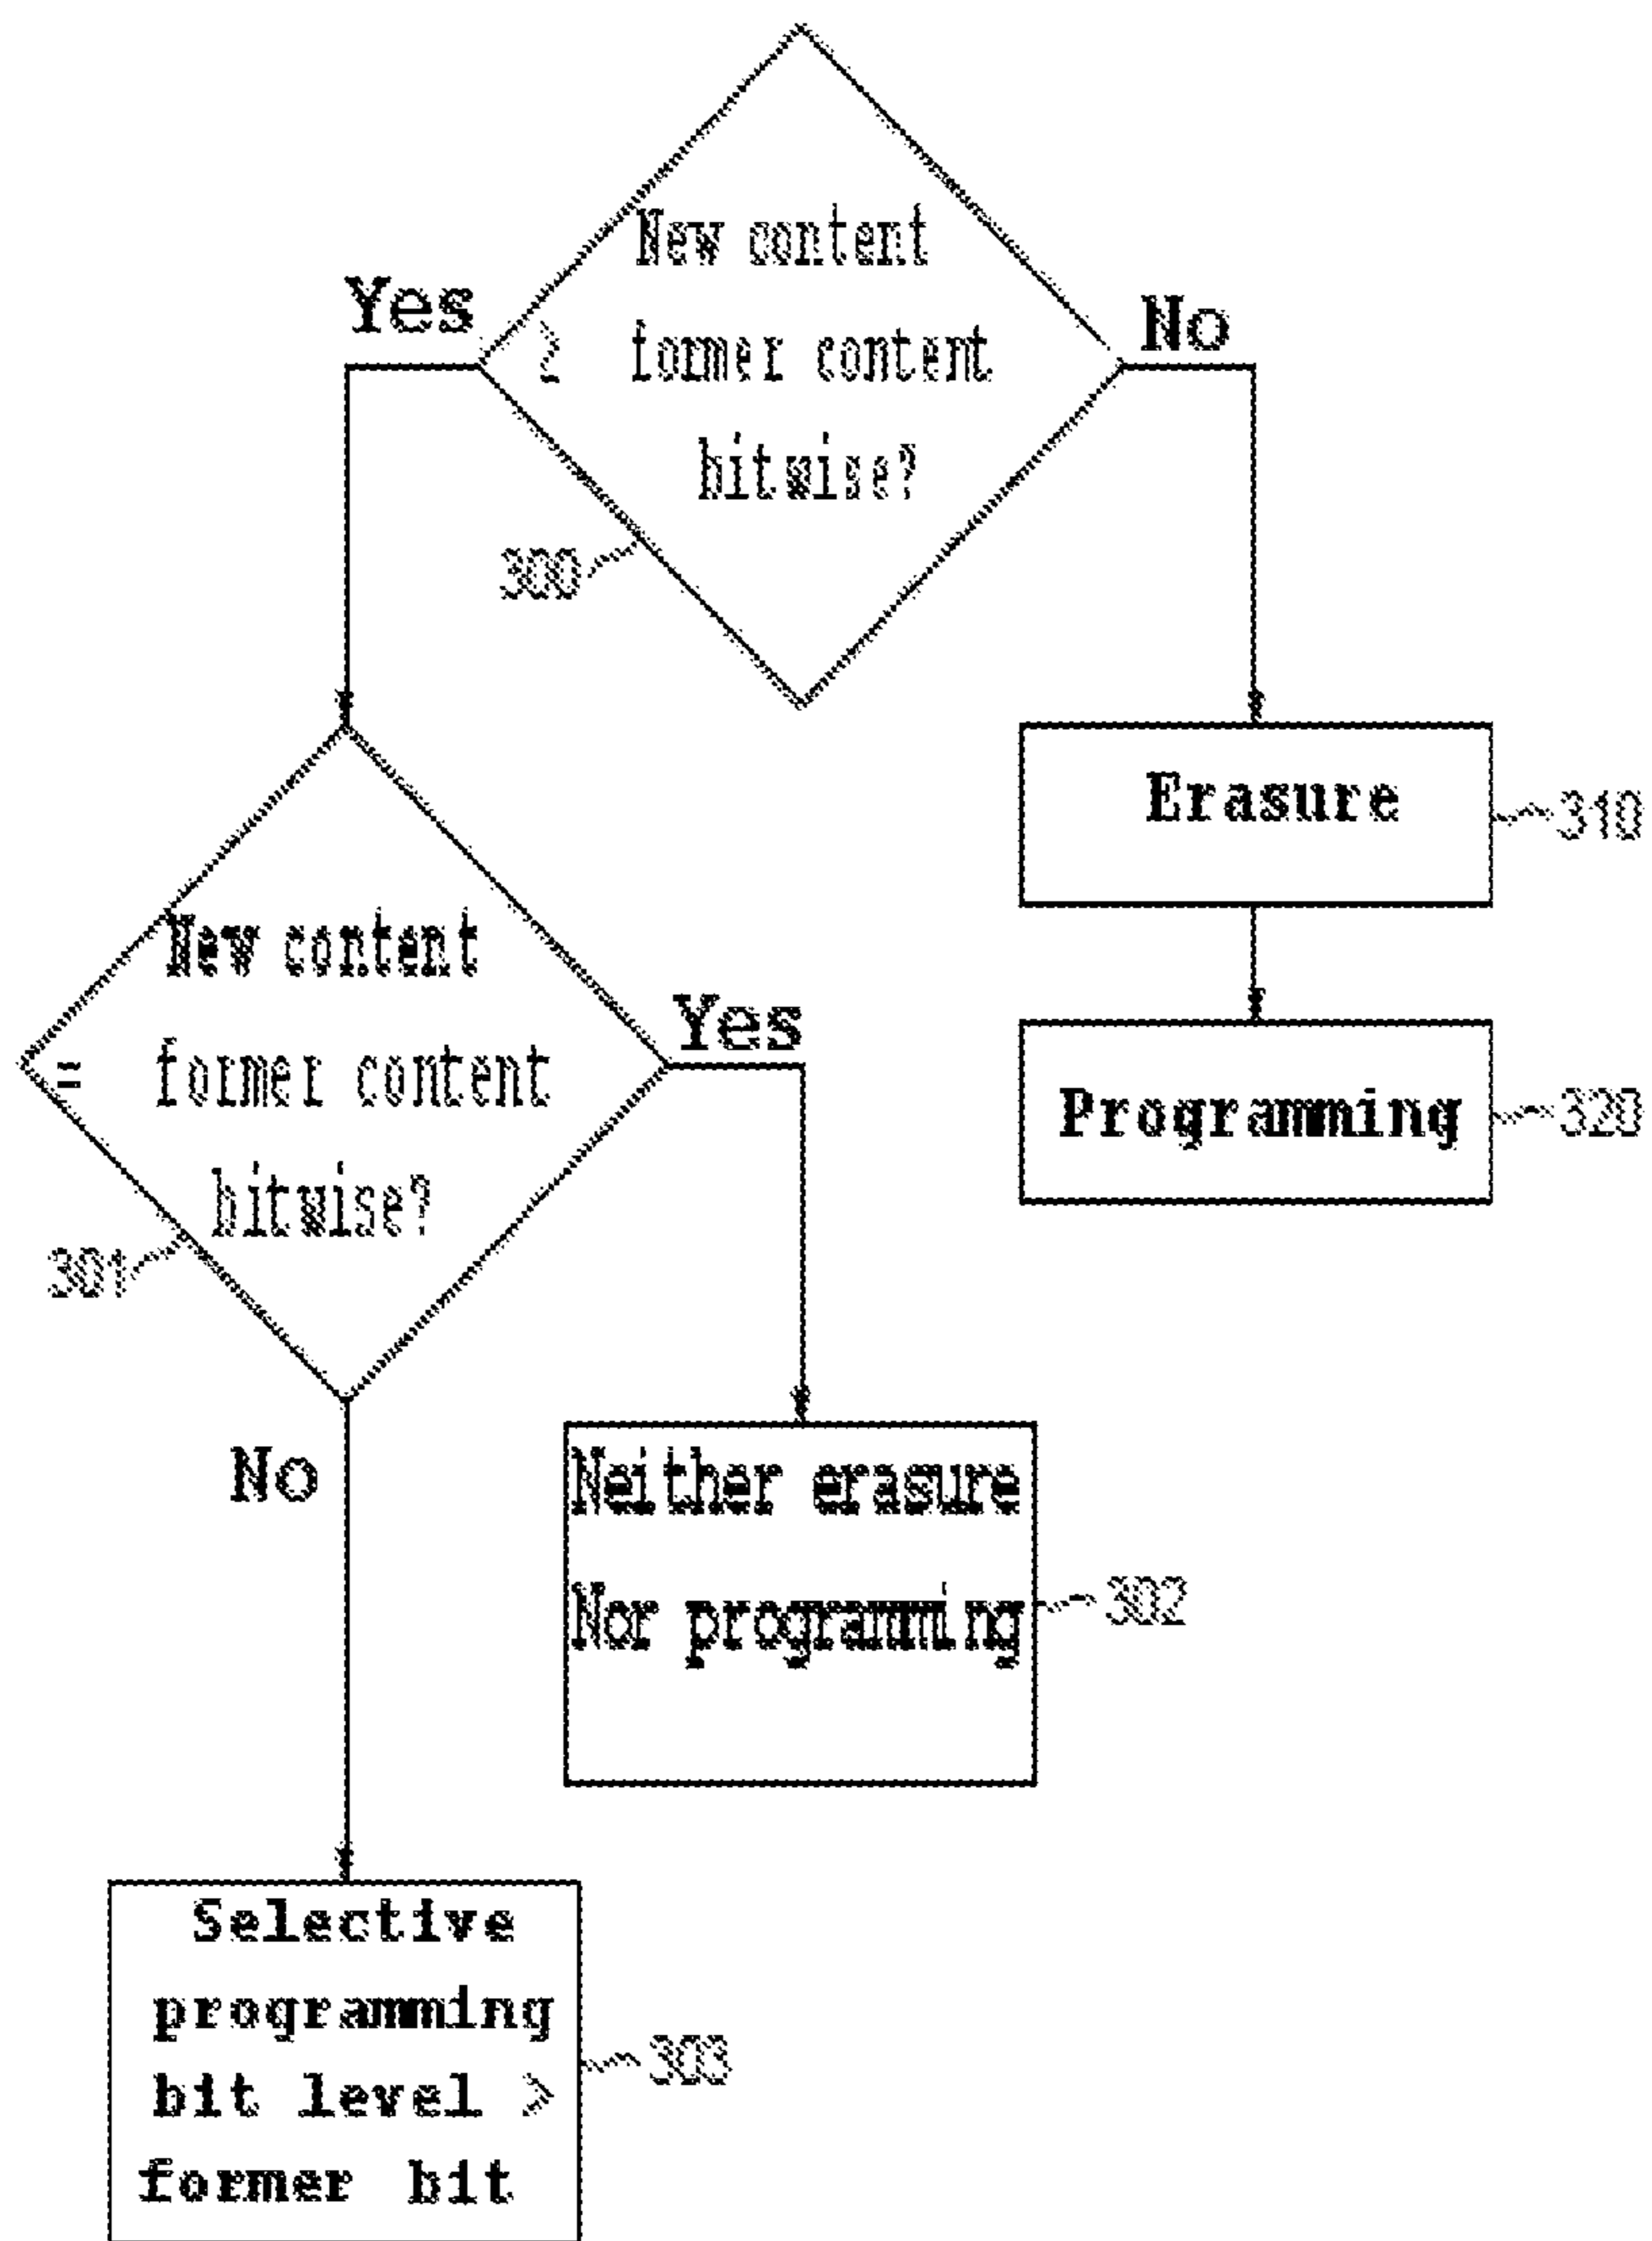 New content
Yes
No
≥ former content
bitwise?
300
Erasure
310
New content
Yes
= former content
Programming
320
bitwise?
301
No
Neither erasure
Nor programming
302
Selective
programming
303
bit level >
former bit